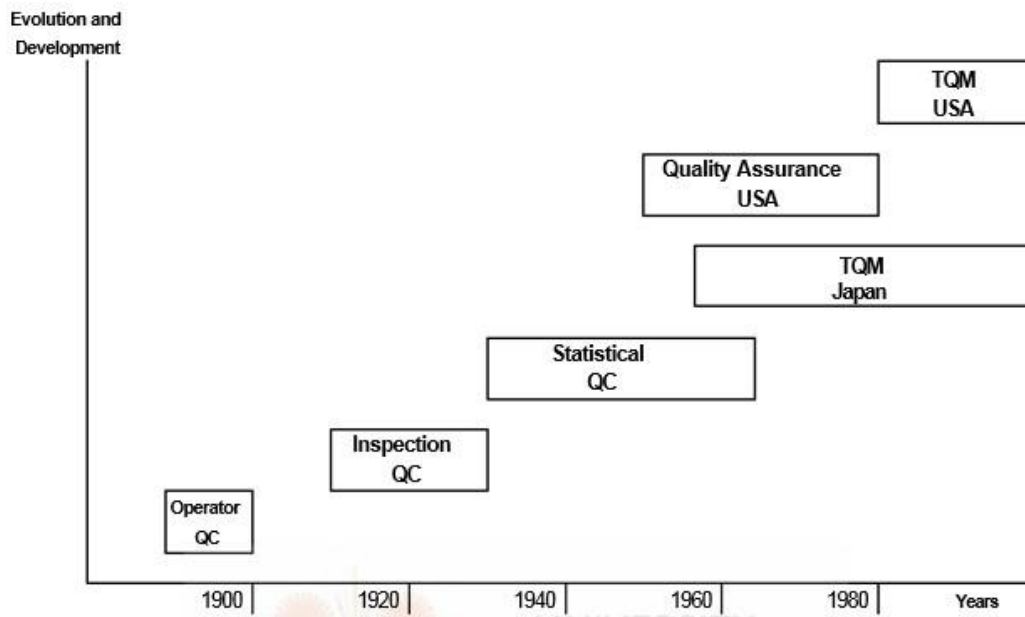 Evolution and
Development
TQM
USA
Quality Assurance
USA
TQM
Japan
Statistical
QC
Inspection
QC
Operator
QC
1900
1920
1940
1960
1980
Years